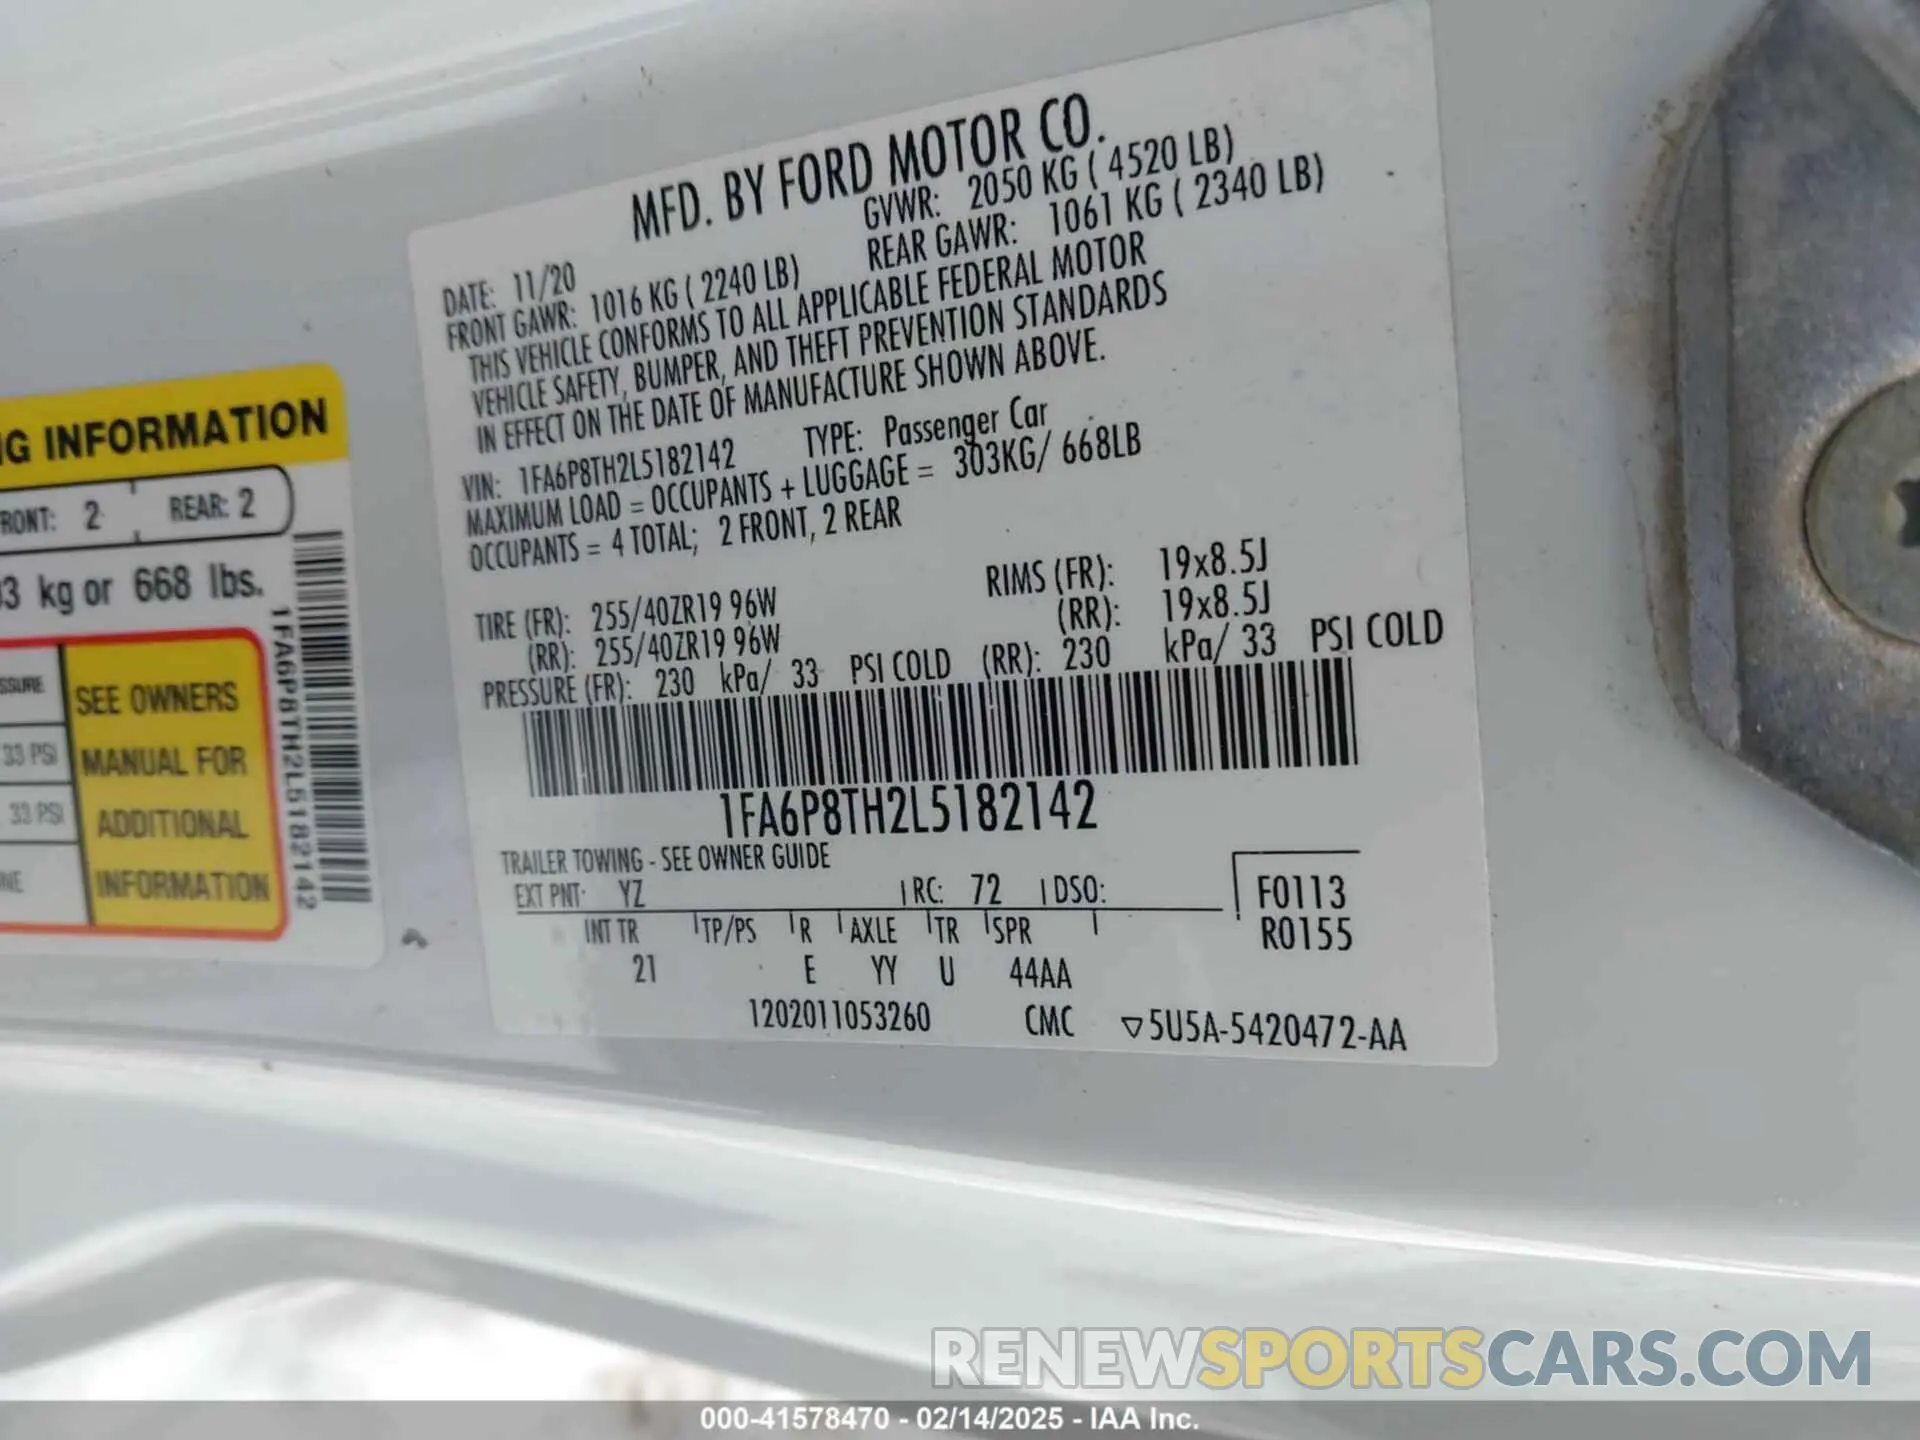 MFD. BY FORD MOTOR CO.
DATE: 11/20 GVWR: 2050 KG ( 4520 LB)
FRONT GAWR: 1016 KG ( 2240 LB) REAR GAWR: 1061 KG ( 2340 LB)
THIS VEHICLE CONFORMS TO ALL APPLICABLE FEDERAL MOTOR
VEHICLE SAFETY, BUMPER, AND THEFT PREVENTION STANDARDS
IN EFFECT ON THE DATE OF MANUFACTURE SHOWN ABOVE.
VIN: 1FA6P8TH2L5182142 TYPE: Passenger Car
MAXIMUM LOAD = OCCUPANTS + LUGGAGE = 303KG/ 668LB
OCCUPANTS = 4 TOTAL; 2 FRONT, 2 REAR
TIRE (FR): 255/40ZR19 96W RIMS (FR): 19x8.5J
(RR): 255/40ZR19 96W (RR): 19x8.5J
PRESSURE (FR): 230 kPa/ 33 PSI COLD (RR): 230 kPa/ 33 PSI COLD
1FA6P8TH2L5182142
TRAILER TOWING - SEE OWNER GUIDE
EXT PNT: YZ RC: 72 DSO: F0113
INT TR TP/PS R AXLE TR SPR R0155
21 E YY U 44AA
1202011053260 CMC ▽5U5A-5420472-AA
G INFORMATION
RONT: 2 REAR: 2
3 kg or 668 lbs.
SSURE
33 PSI
33 PSI
NE
SEE OWNERS
MANUAL FOR
ADDITIONAL
INFORMATION
1FA6P8TH2L5182142
RENEWSPORTSCARS.COM
000-41578470 - 02/14/2025 - IAA Inc.